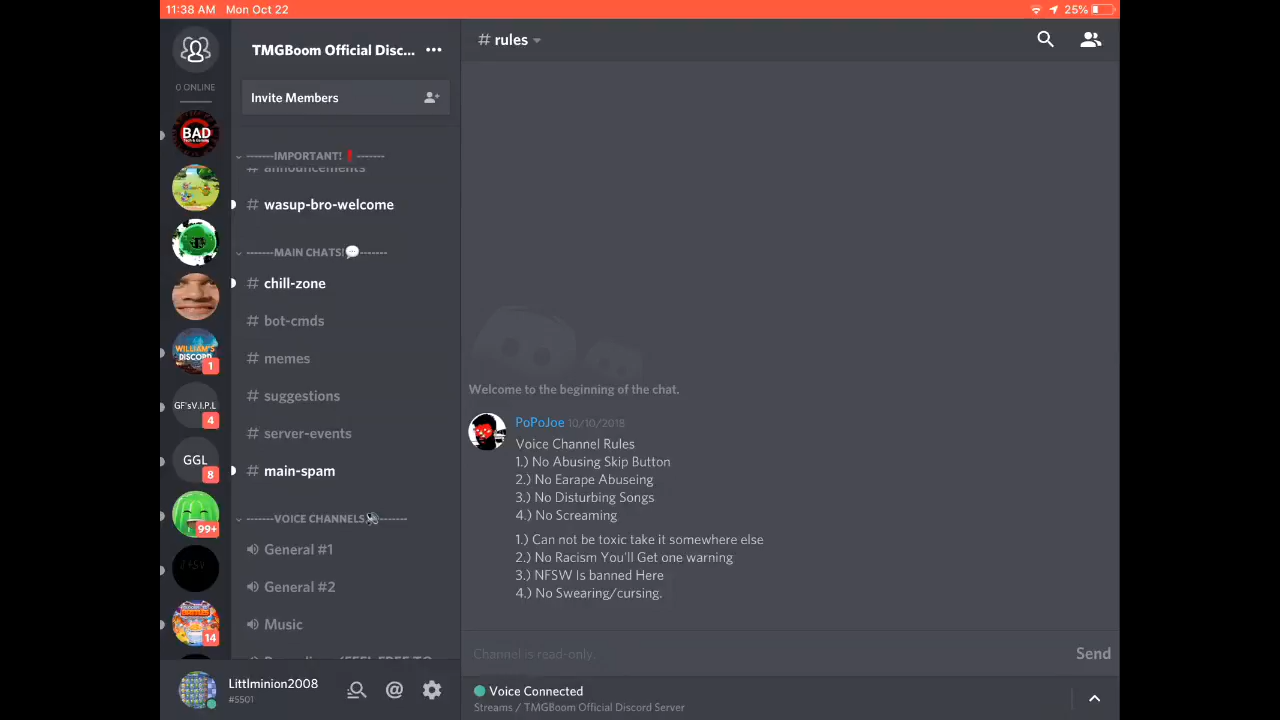 11:38 AM Mon Oct 22
25%
0 ONLINE
BAD
WILLIAM'S
DISCORD
1
GF'sV.I.P.L
4
GGL
8
99+
14
TMGBoom Official Disc...
Invite Members
-------IMPORTANT!❗-------
# announcements
# wasup-bro-welcome
-------MAIN CHATS!💬-------
# chill-zone
# bot-cmds
# memes
# suggestions
# server-events
# main-spam
-------VOICE CHANNELS🔊-------
General #1
General #2
Music
Littlminion2008
#5501
# rules
Welcome to the beginning of the chat.
PoPoJoe 10/10/2018
Voice Channel Rules
1.) No Abusing Skip Button
2.) No Earape Abuseing
3.) No Disturbing Songs
4.) No Screaming
1.) Can not be toxic take it somewhere else
2.) No Racism You'll Get one warning
3.) NFSW Is banned Here
4.) No Swearing/cursing.
Channel is read-only...
Send
Voice Connected
Streams / TMGBoom Official Discord Server